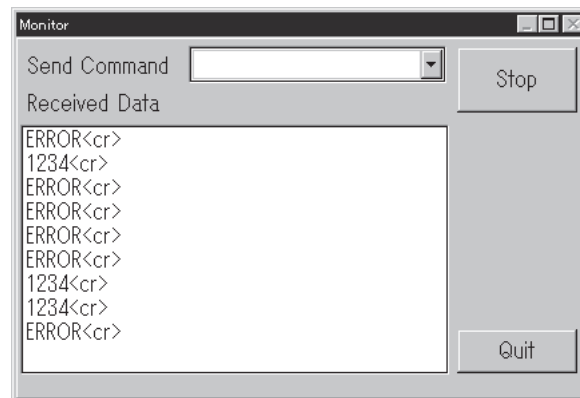 Monitor
Send Command
Stop
Received Data
ERROR<cr>
1234<cr>
ERROR<cr>
ERROR<cr>
ERROR<cr>
ERROR<cr>
1234<cr>
1234<cr>
ERROR<cr>
Quit